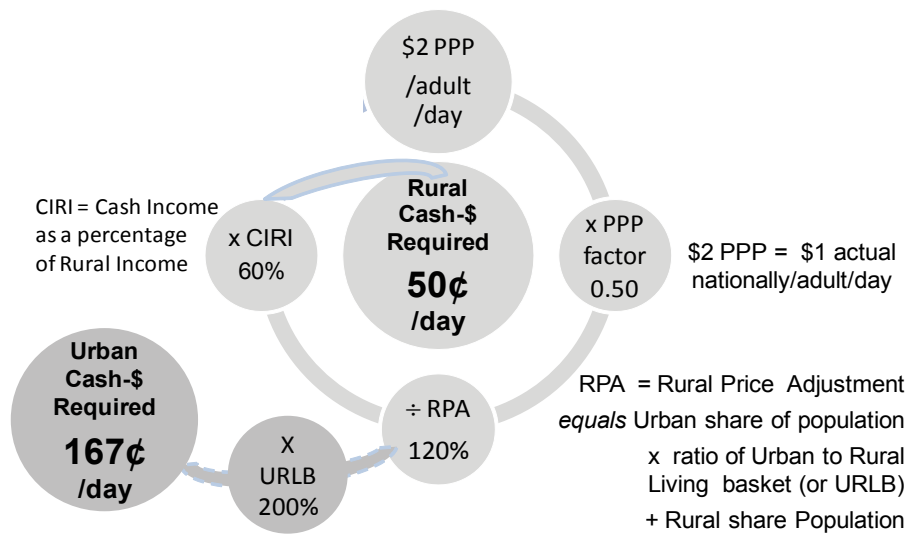 $2 PPP
/adult
/day
x PPP
factor
0.50
$2 PPP = $1 actual
nationally/adult/day
÷ RPA
120%
RPA = Rural Price Adjustment
equals Urban share of population
x ratio of Urban to Rural
Living basket (or URLB)
+ Rural share Population
x CIRI
60%
CIRI = Cash Income
as a percentage
of Rural Income
Rural
Cash-$
Required
50¢
/day
X
URLB
200%
Urban
Cash-$
Required
167¢
/day